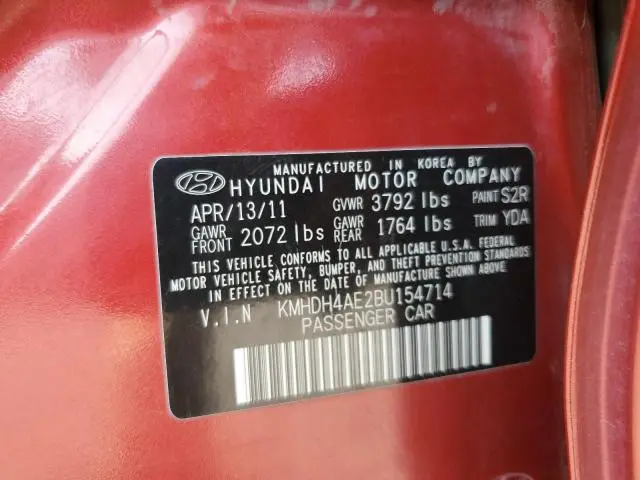 MANUFACTURED IN KOREA BY
HYUNDAI MOTOR COMPANY
APR/13/11 GVWR 3792 lbs PAINT S2R
GAWR FRONT 2072 lbs GAWR REAR 1764 lbs TRIM YDA
THIS VEHICLE CONFORMS TO ALL APPLICABLE U.S.A. FEDERAL
MOTOR VEHICLE SAFETY, BUMPER, AND THEFT PREVENTION STANDARDS
IN EFFECT ON THE DATE OF MANUFACTURE SHOWN ABOVE.
V.I.N KMHDH4AE2BU154714
PASSENGER CAR